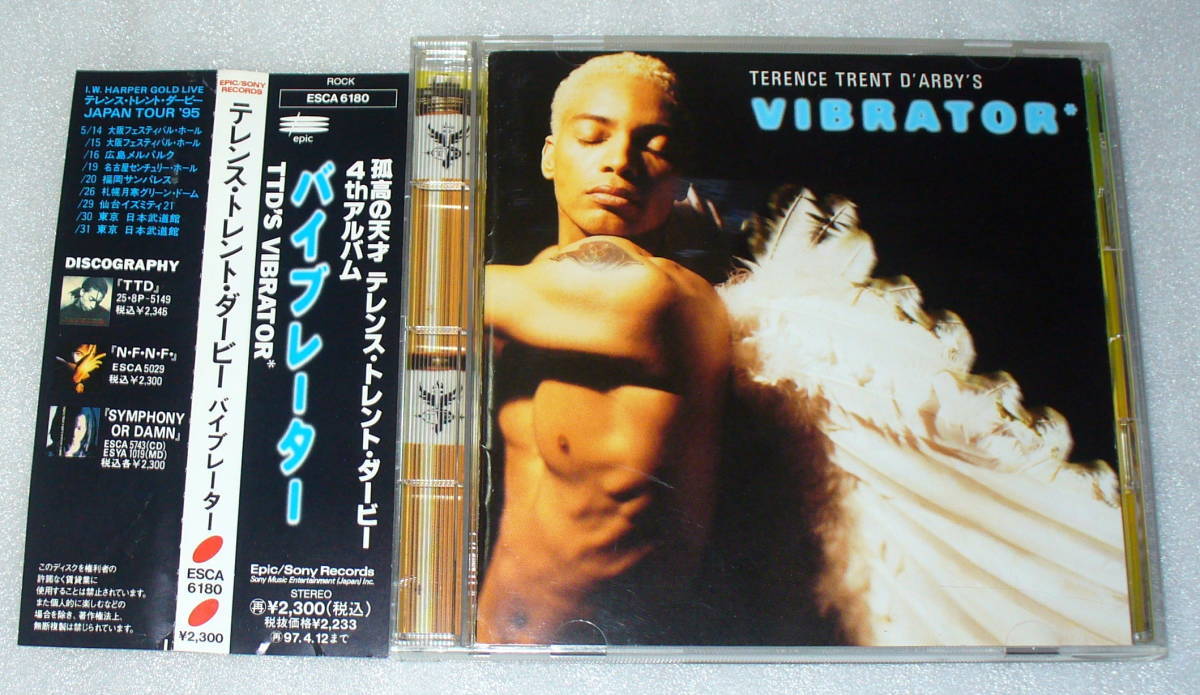 I.W. HARPER GOLD LIVE
テレンス・トレント・ダービー
JAPAN TOUR '95
5/14 大阪フェスティバル・ホール
/15 大阪フェスティバル・ホール
/16 広島メルパルク
/19 名古屋センチュリー・ホール
/20 福岡サンパレス
/26 札幌月寒グリーン・ドーム
/29 仙台イズミティ21
/30 東京 日本武道館
/31 東京 日本武道館
DISCOGRAPHY
『TTD』
25・8P-5149
税込¥2,346
『N・F・N・F・』
ESCA 5029
税込¥2,300
『SYMPHONY
OR DAMN』
ESCA 5743(CD)
ESYA 1019(MD)
税込各¥2,300
このディスクを権利者の
許諾なく賃貸業に
使用することは禁止されています。
また個人的に楽しむなどの
場合を除き、著作権法上、
無断複製は禁じられています。
EPIC/SONY
RECORDS
テレンス・トレント・ダービー バイブレーター
ESCA
6180
¥2,300
ROCK
ESCA 6180
epic
孤高の天才 テレンス・トレント・ダービー
4thアルバム
バイブレーター
TTD'S VIBRATOR*
Epic/Sony Records
Sony Music Entertainment (Japan) Inc.
STEREO
再¥2,300(税込)
税抜価格¥2,233
再97.4.12まで
TERENCE TRENT D'ARBY'S
VIBRATOR*